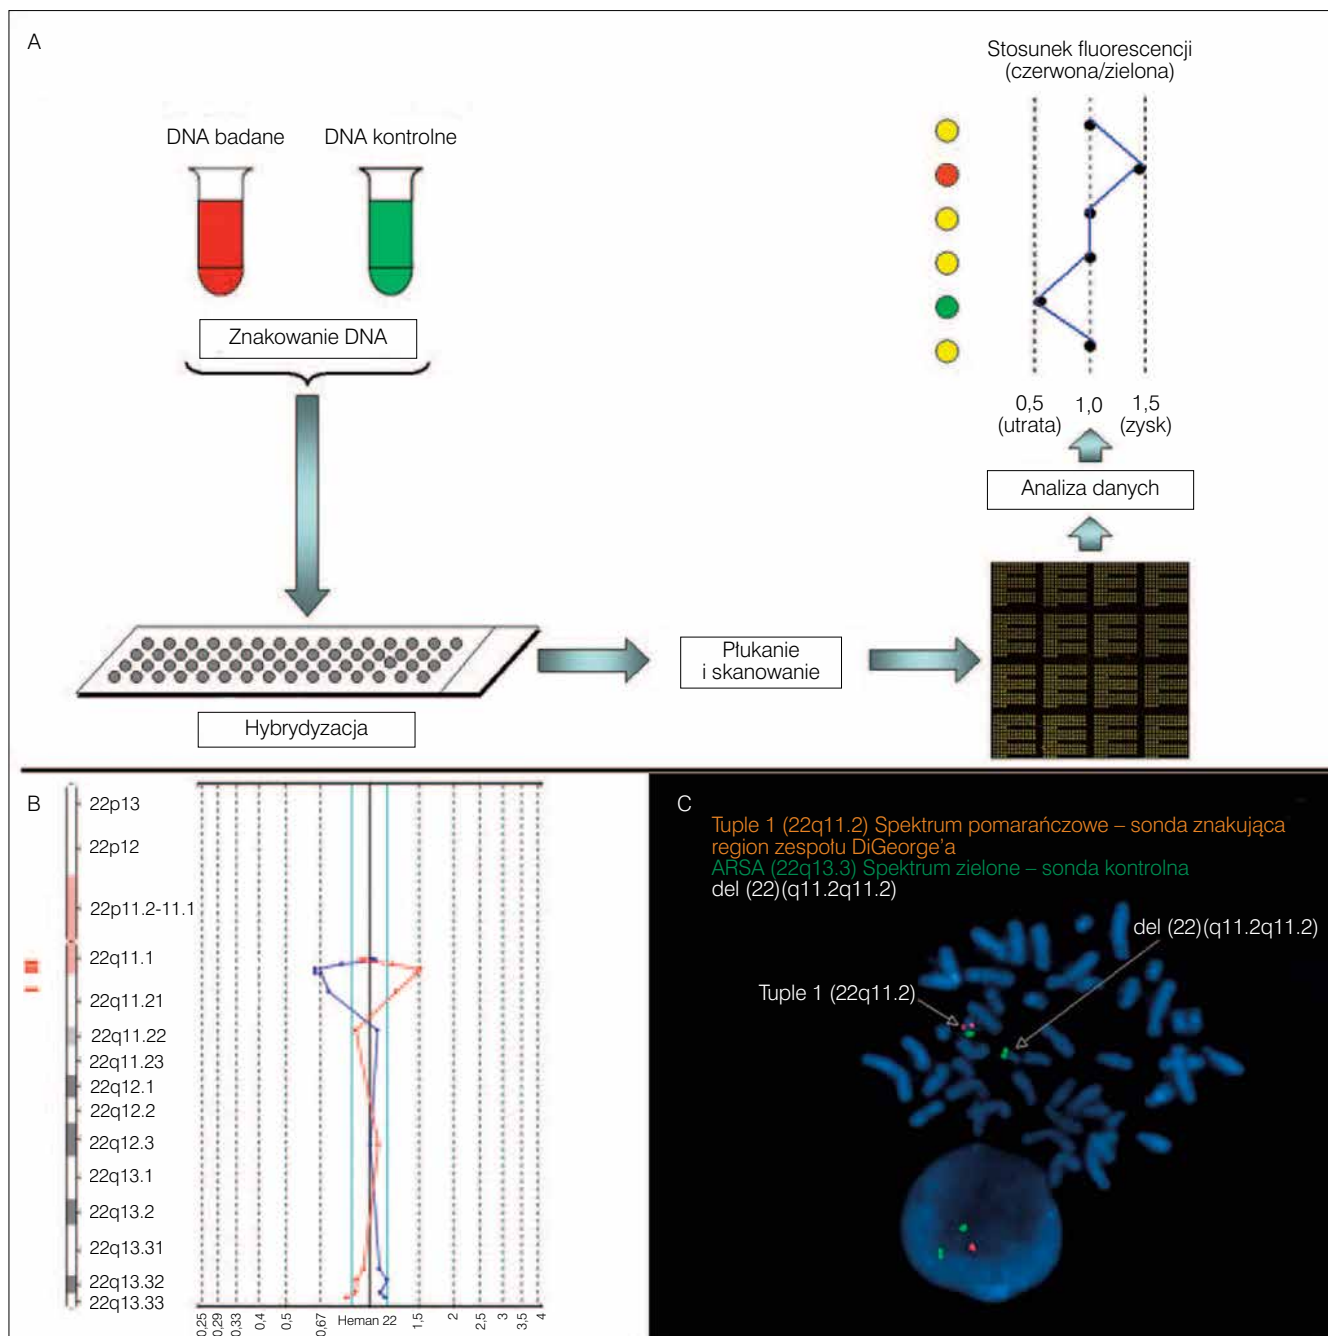 A
Stosunek fluorescencji
(czerwona/zielona)
DNA badane
DNA kontrolne
Znakowanie DNA
0,5
(utrata)
1,0
1,5
(zysk)
Analiza danych
Płukanie
i skanowanie
Hybrydyzacja
B
22p13
22p12
22p11.2-11.1
22q11.1
22q11.21
22q11.22
22q11.23
22q12.1
22q12.2
22q12.3
22q13.1
22q13.2
22q13.31
22q13.32
22q13.33
0,25
0,29
0,33
0,4
0,5
0,67
Heman 22
1,5
2
2,5
3
3,5
4
C
Tuple 1 (22q11.2) Spektrum pomarańczowe – sonda znakująca
region zespołu DiGeorge'a
ARSA (22q13.3) Spektrum zielone – sonda kontrolna
del (22)(q11.2q11.2)
del (22)(q11.2q11.2)
Tuple 1 (22q11.2)